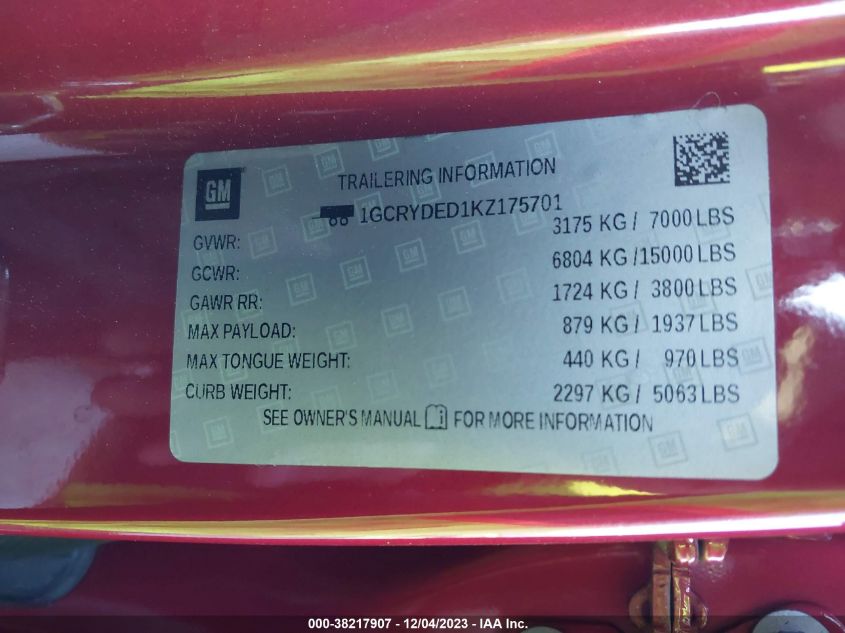 GM
TRAILERING INFORMATION
1GCRYDED1KZ175701
GVWR: 3175 KG / 7000 LBS
GCWR: 6804 KG /15000 LBS
GAWR RR: 1724 KG / 3800 LBS
MAX PAYLOAD: 879 KG / 1937 LBS
MAX TONGUE WEIGHT: 440 KG / 970 LBS
CURB WEIGHT: 2297 KG / 5063 LBS
SEE OWNER'S MANUAL i FOR MORE INFORMATION
000-38217907 - 12/04/2023 - IAA Inc.